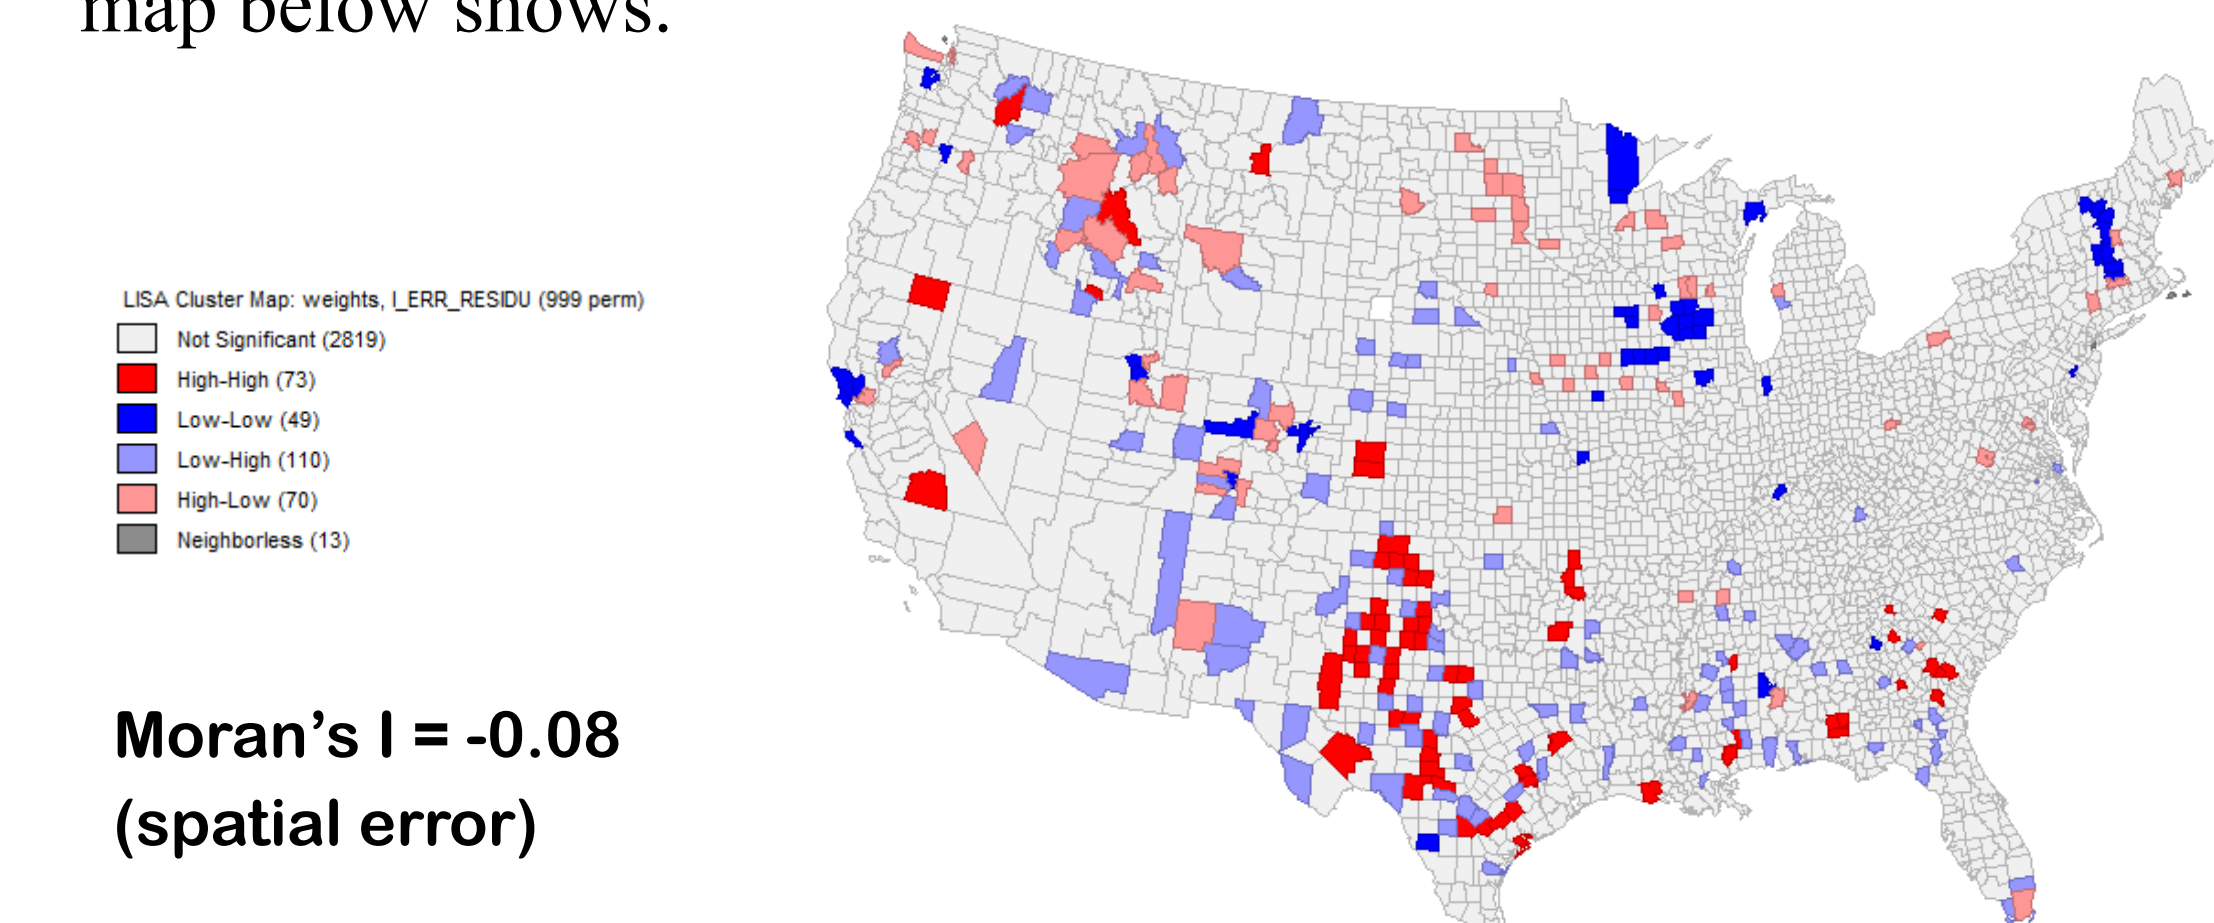 map below shows.
LISA Cluster Map: weights, I_ERR_RESIDU (999 perm)
Not Significant (2819)
High-High (73)
Low-Low (49)
Low-High (110)
High-Low (70)
Neighborless (13)
Moran’s I = -0.08
(spatial error)